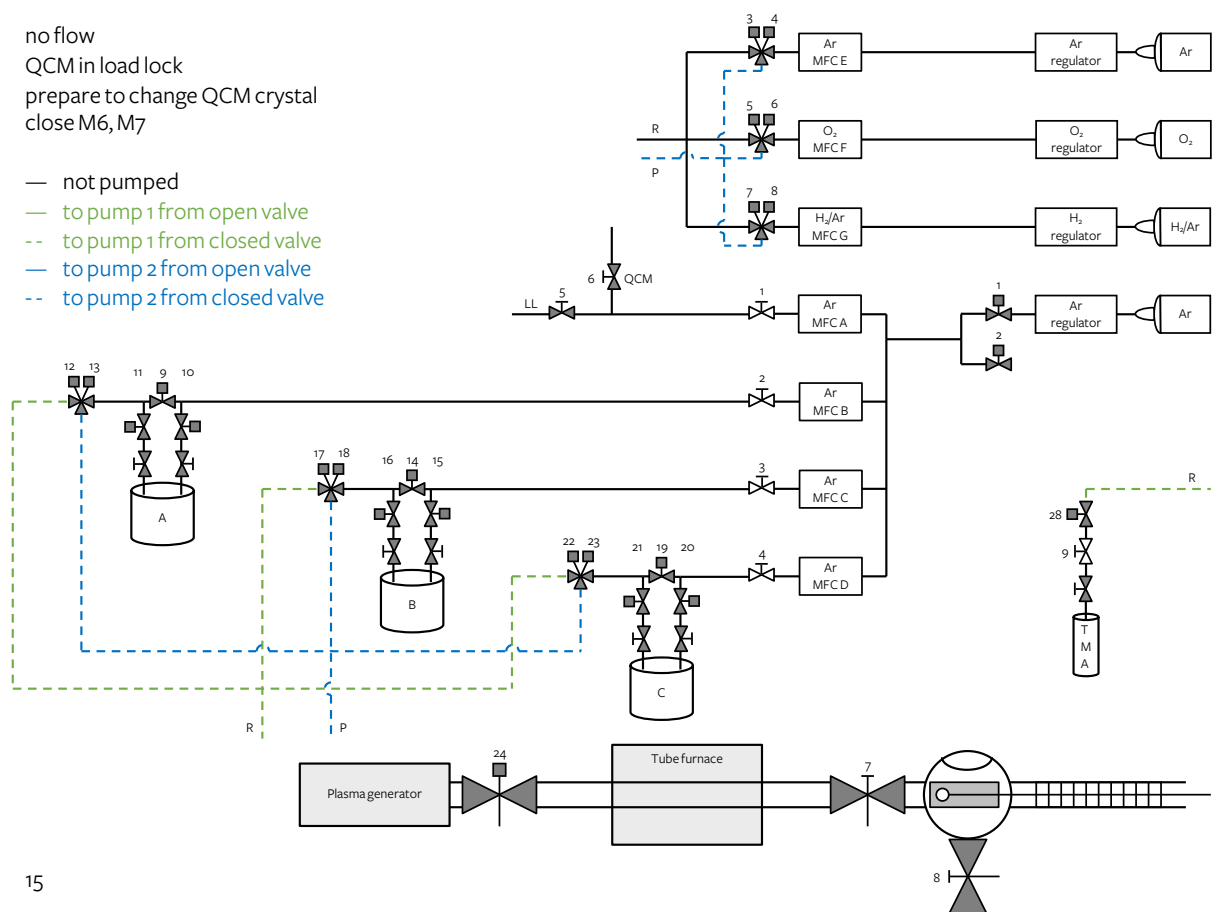 no flow
QCM in load lock
prepare to change QCM crystal
close M6, M7
— not pumped
— to pump 1 from open valve
-- to pump 1 from closed valve
— to pump 2 from open valve
-- to pump 2 from closed valve
3 4
Ar
MFC E
Ar
regulator
Ar
5 6
R
O₂
MFC F
O₂
regulator
O₂
P
7 8
H₂/Ar
MFC G
H₂
regulator
H₂/Ar
6 QCM
LL 5
1
Ar
MFC A
1
Ar
regulator
Ar
2
12 13 11 9 10
2
Ar
MFC B
17 18 16 14 15
3
Ar
MFC C
A
R
28
22 23 21 19 20
4
Ar
MFC D
9
B
T
M
A
C
R P
24
Tube furnace
7
Plasma generator
8
15